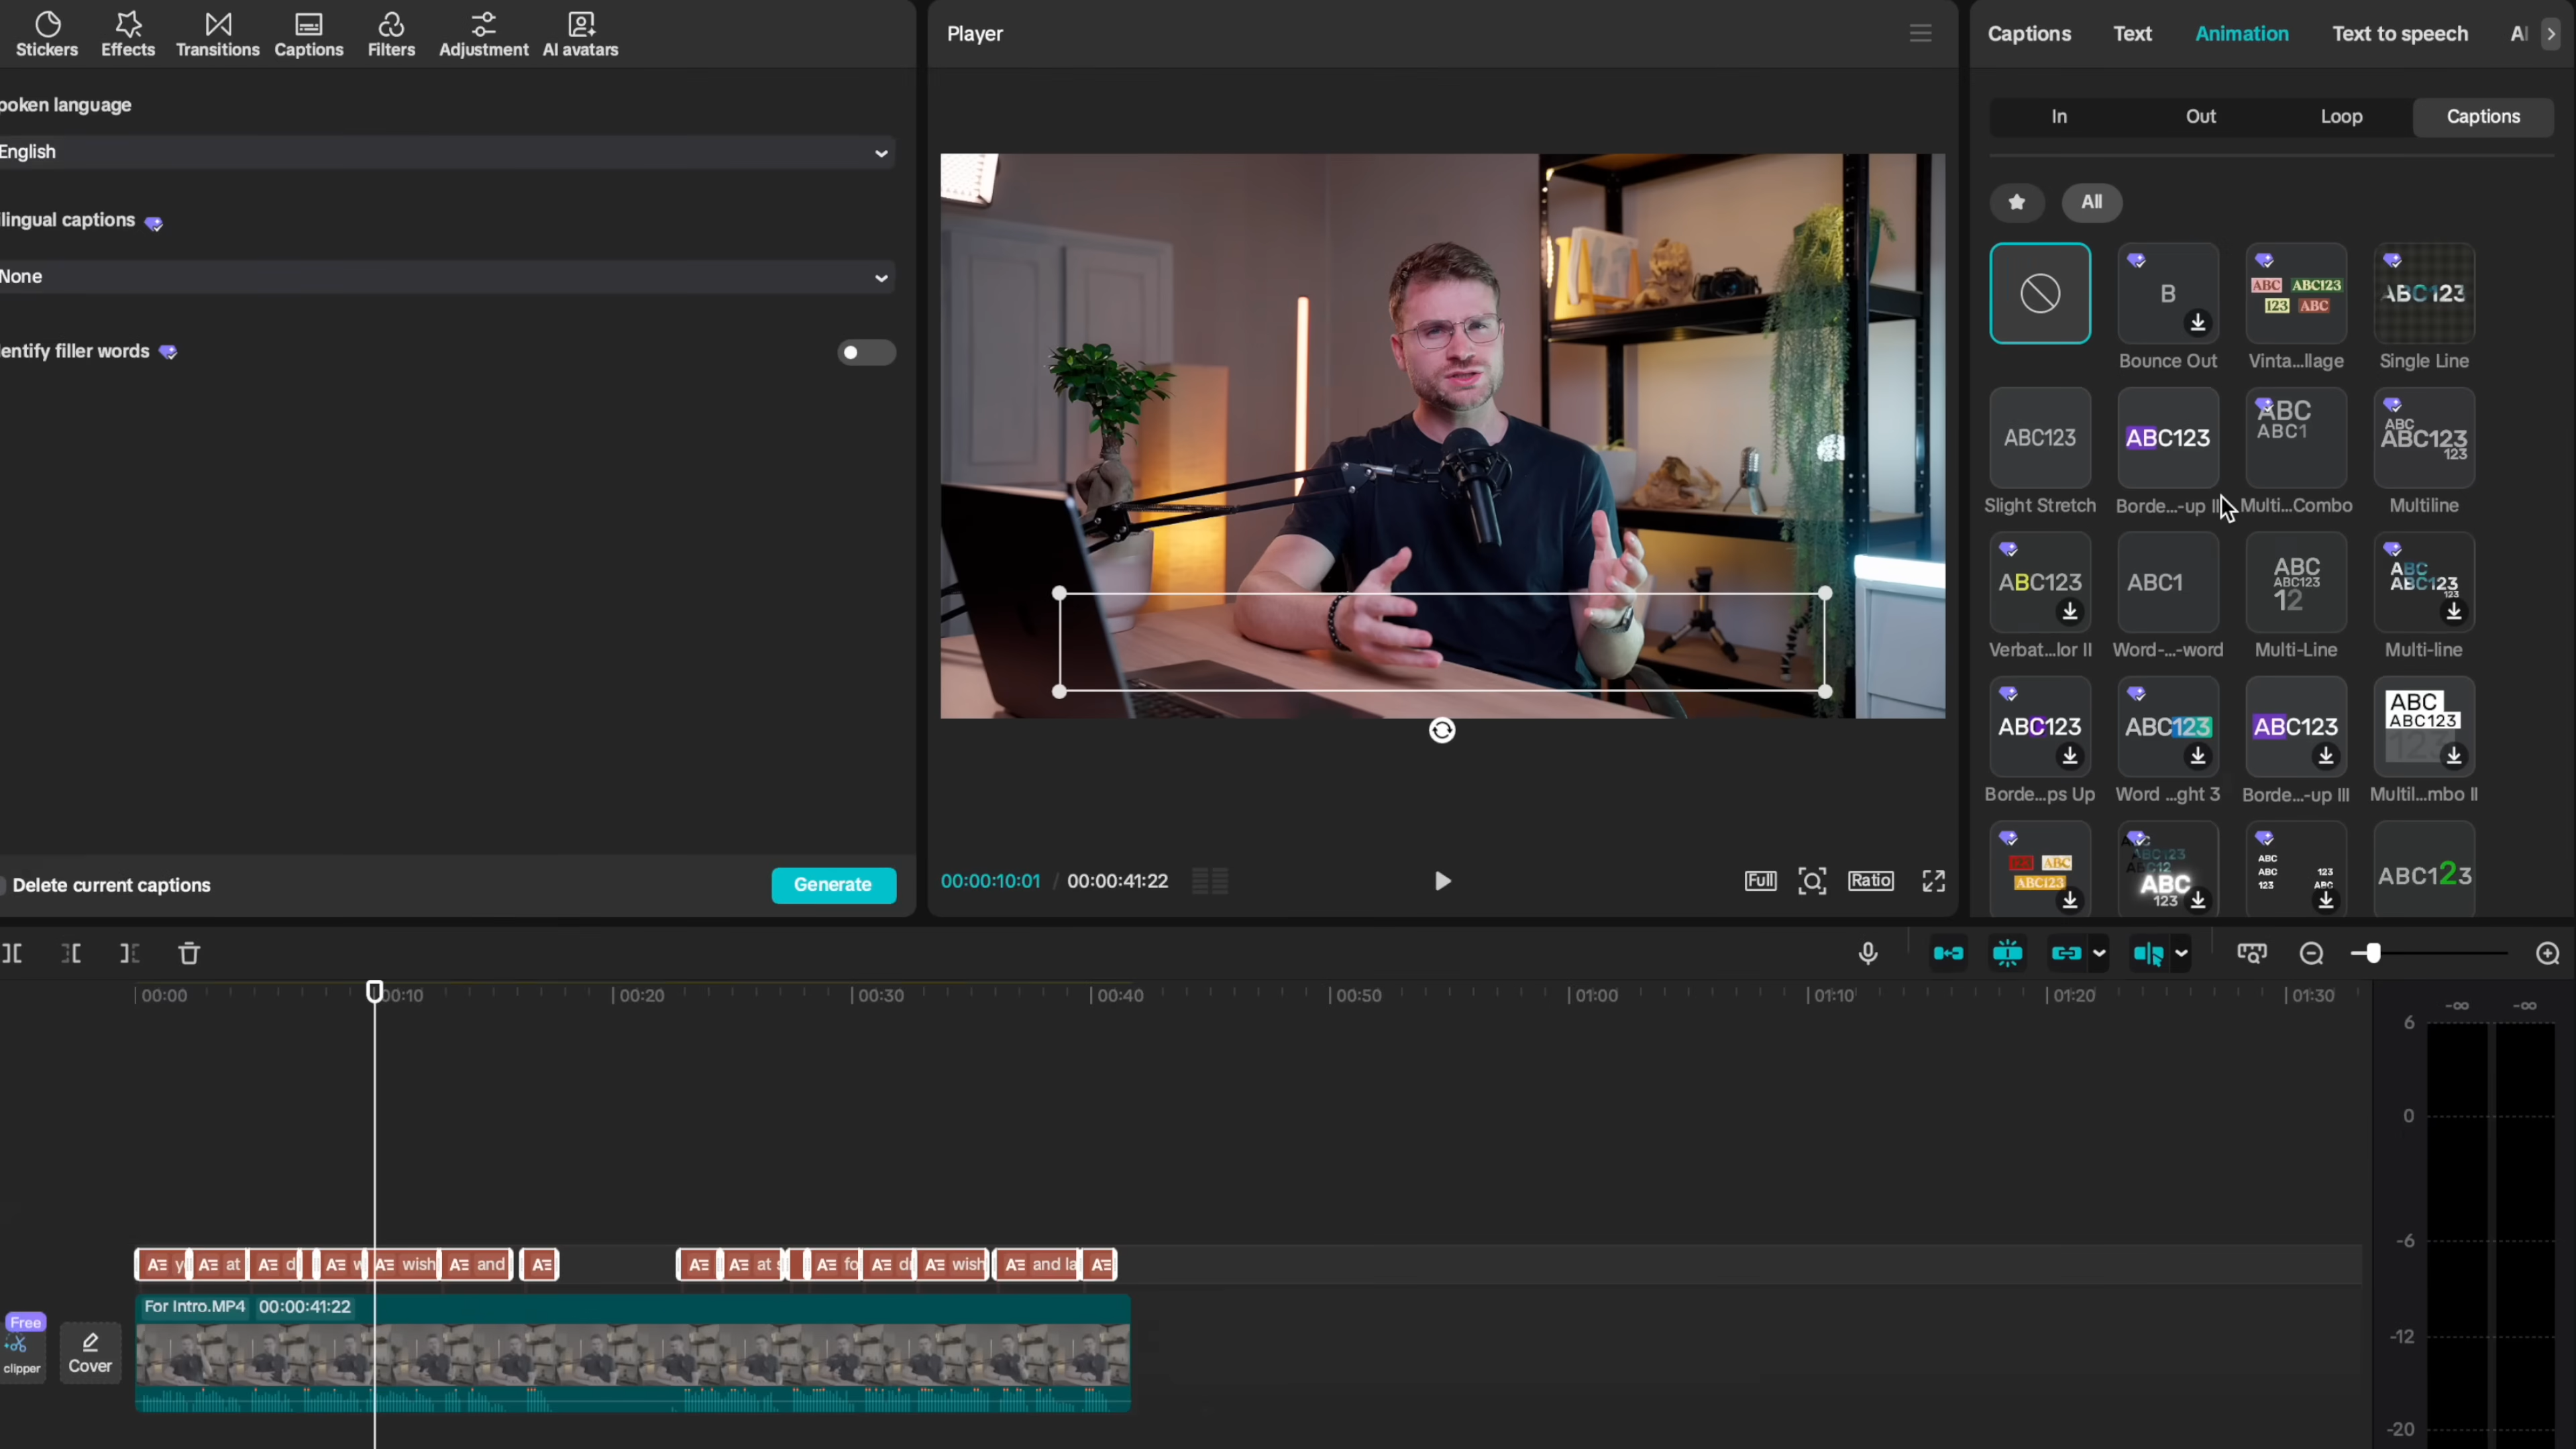 Stickers
Effects
Transitions
Captions
Filters
Adjustment
AI avatars
poken language
English
lingual captions
None
entify filler words
Delete current captions
Generate
Player
00:00:10:01 / 00:00:41:22
Full
Ratio
Captions
Text
Animation
Text to speech
AI
In
Out
Loop
Captions
All
B
ABC ABC123
123 ABC
ABC123
Bounce Out
Vinta...llage
Single Line
ABC123
ABC123
ABC
ABC1
ABC
ABC123
123
Slight Stretch
Borde...-up II
Multi...Combo
Multiline
ABC123
ABC1
ABC
ABC123
12
ABC
ABC123
123
Verbat...lor II
Word-...-word
Multi-Line
Multi-line
ABC123
ABC123
ABC123
ABC
ABC123
123
Borde...ps Up
Word ...ght 3
Borde...-up III
Multil...mbo II
ABC
ABC123
ABC12
ABC
123
ABC
ABC
123
123
ABC
ABC123
00:00
00:10
00:20
00:30
00:40
00:50
01:00
01:10
01:20
01:30
-∞ -∞
6
0
-6
-12
-20
A y
A at
A d
A w
A wish
A and
A
A
A at s
A fo
A d
A wish
A and la
A
For Intro.MP4 00:00:41:22
Free
clipper
Cover